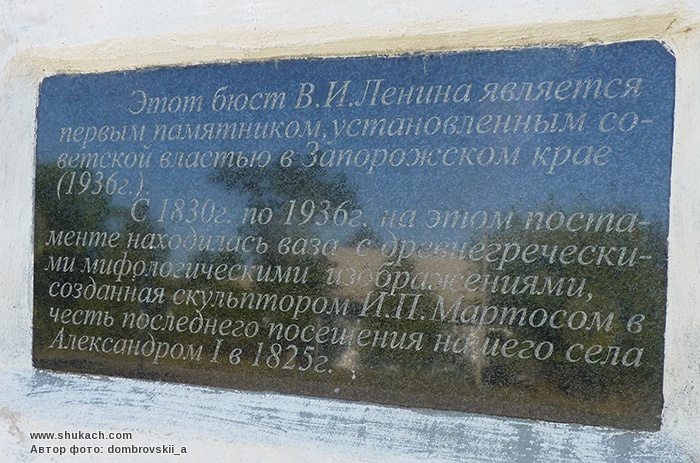 Этот бюст В.И.Ленина является
первым памятником,установленным со-
ветской властью в Запорожском крае
(1936г.).
С 1830г. по 1936г. на этом поста-
менте находилась ваза с древнегречески-
ми мифологическими изображениями,
созданная скульптором И.П.Мартосом в
честь последнего посещения нашего села
Александром I в 1825г.
www.shukach.com
Автор фото: dombrovskii_a